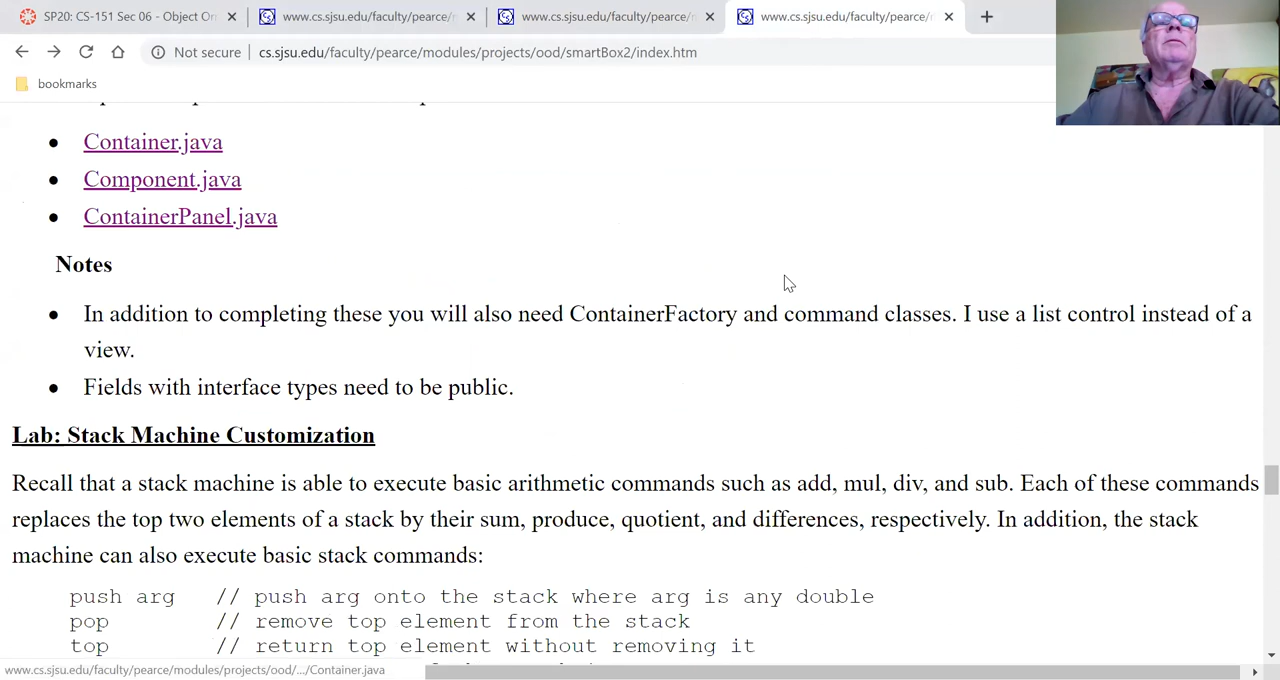 SP20: CS-151 Sec 06 - Object Or
www.cs.sjsu.edu/faculty/pearce/m
www.cs.sjsu.edu/faculty/pearce/m
www.cs.sjsu.edu/faculty/pearce/m
Not secure
cs.sjsu.edu/faculty/pearce/modules/projects/ood/smartBox2/index.htm
bookmarks
• Container.java
• Component.java
• ContainerPanel.java
Notes
• In addition to completing these you will also need ContainerFactory and command classes. I use a list control instead of a
view.
• Fields with interface types need to be public.
Lab: Stack Machine Customization
Recall that a stack machine is able to execute basic arithmetic commands such as add, mul, div, and sub. Each of these commands
replaces the top two elements of a stack by their sum, produce, quotient, and differences, respectively. In addition, the stack
machine can also execute basic stack commands:
push arg // push arg onto the stack where arg is any double
pop // remove top element from the stack
top // return top element without removing it
www.cs.sjsu.edu/faculty/pearce/modules/projects/ood/.../Container.java